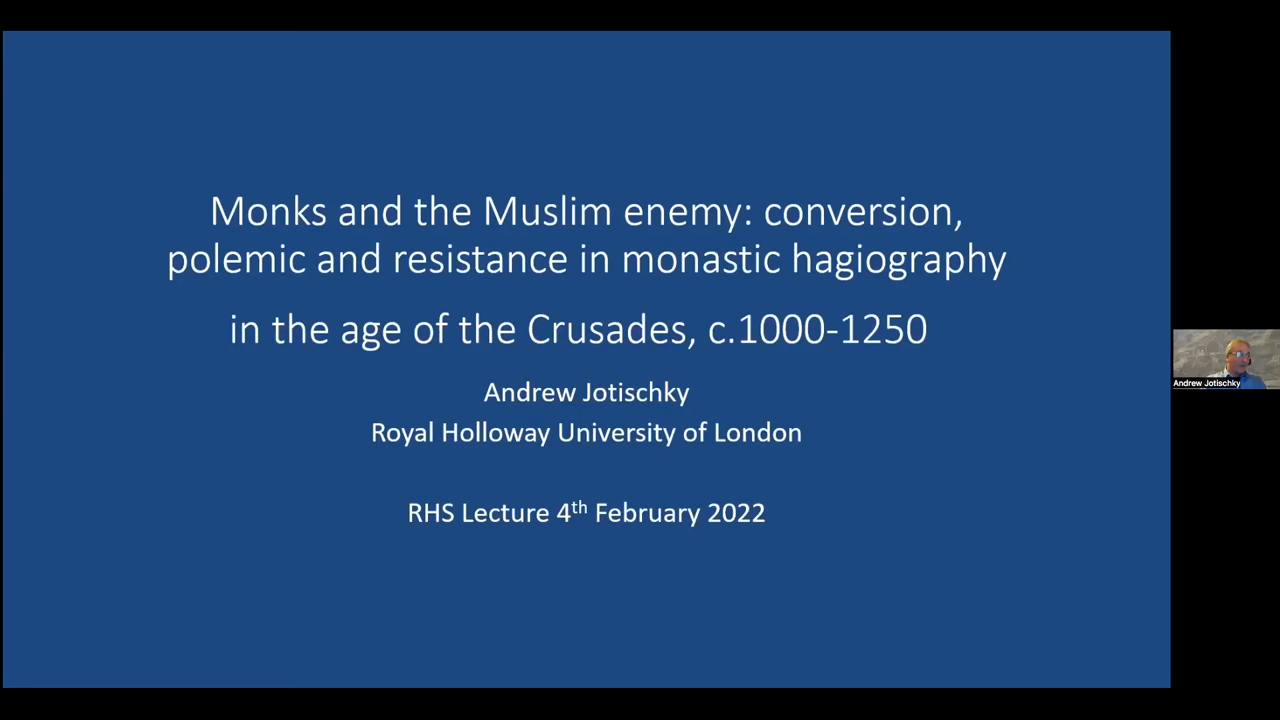 Monks and the Muslim enemy: conversion,
polemic and resistance in monastic hagiography
in the age of the Crusades, c.1000-1250
Andrew Jotischky
Royal Holloway University of London
RHS Lecture 4th February 2022
Andrew Jotischky